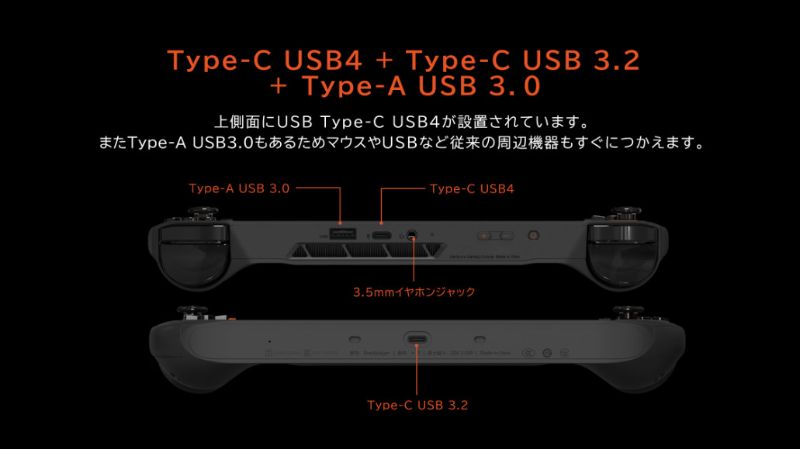 Type-C USB4 + Type-C USB 3.2
+ Type-A USB 3.0
上側面にUSB Type-C USB4が設置されています。
またType-A USB3.0もあるためマウスやUSBなど従来の周辺機器もすぐにつかえます。
Type-A USB 3.0
Type-C USB4
3.5mmイヤホンジャック
Type-C USB 3.2